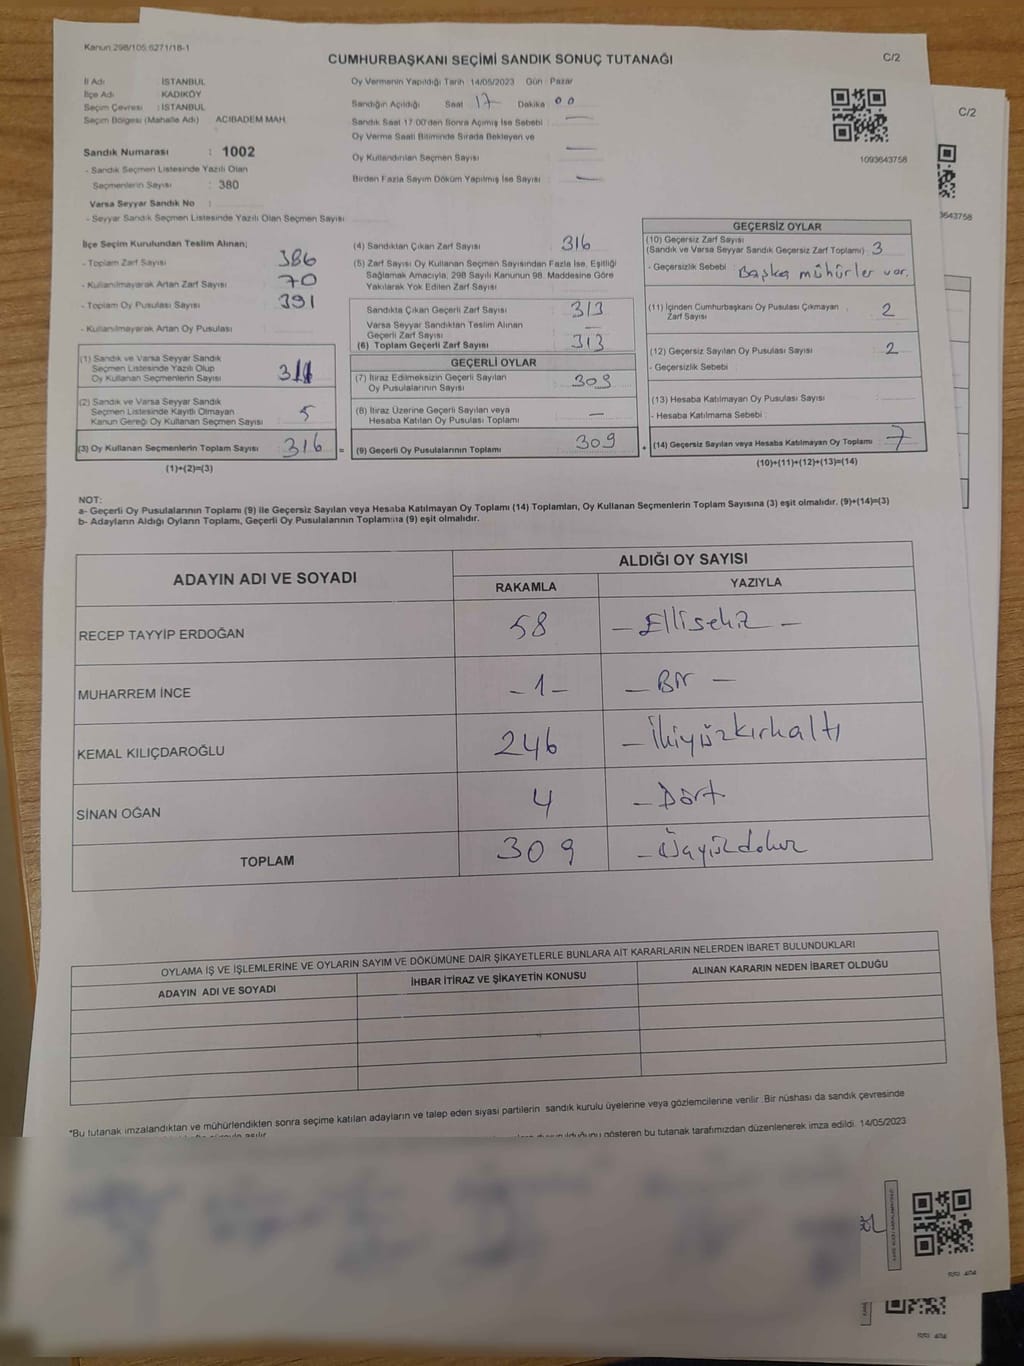 Kanun 298/105,6271/18-1
CUMHURBAŞKANI SEÇİMİ SANDIK SONUÇ TUTANAĞI
C/2
C/2
İl Adı : İSTANBUL
İlçe Adı : KADIKÖY
Seçim Çevresi : İSTANBUL
Seçim Bölgesi (Mahalle Adı) ACIBADEM MAH.
Sandık Numarası : 1002
- Sandık Seçmen Listesinde Yazılı Olan
Seçmenlerin Sayısı : 380
Varsa Seyyar Sandık No :
- Seyyar Sandık Seçmen Listesinde Yazılı Olan Seçmen Sayısı
Oy Vermenin Yapıldığı Tarih 14/05/2023 Gün : Pazar
Sandığın Açıldığı Saat 17 Dakika 00
Sandık Saat 17:00'den Sonra Açımış İse Sebebi : —
Oy Verme Saati Bitiminde Sırada Bekleyen ve
Oy Kullandırılan Seçmen Sayısı —
Birden Fazla Sayım Döküm Yapılmış İse Sayısı : —
1093643758
3643758
İlçe Seçim Kurulundan Teslim Alınan;
- Toplam Zarf Sayısı 386
- Kullanılmayarak Artan Zarf Sayısı 70
- Toplam Oy Pusulası Sayısı 391
- Kullanılmayarak Artan Oy Pusulası
(1) Sandık ve Varsa Seyyar Sandık
Seçmen Listesinde Yazılı Olup
Oy Kullanan Seçmenlerin Sayısı
(2) Sandık ve Varsa Seyyar Sandık
Seçmen Listesinde Kayıtlı Olmayan
Kanun Gereği Oy Kullanan Seçmen Sayısı 5
(3) Oy Kullanan Seçmenlerin Toplam Sayısı 316 =
(1)+(2)=(3)
(4) Sandıktan Çıkan Zarf Sayısı 316
(5) Zarf Sayısı Oy Kullanan Seçmen Sayısından Fazla İse, Eşitliği
Sağlamak Amacıyla, 298 Sayılı Kanunun 98. Maddesine Göre
Yakılarak Yok Edilen Zarf Sayısı
Sandıkta Çıkan Geçerli Zarf Sayısı 313
Varsa Seyyar Sandıktan Teslim Alınan
Geçerli Zarf Sayısı —
(6) Toplam Geçerli Zarf Sayısı 313
GEÇERLİ OYLAR
(7) İtiraz Edilmeksizin Geçerli Sayılan
Oy Pusulalarının Sayısı 309
(8) İtiraz Üzerine Geçerli Sayılan veya
Hesaba Katılan Oy Pusulası Toplamı —
(9) Geçerli Oy Pusulalarının Toplamı 309 +
GEÇERSİZ OYLAR
(10) Geçersiz Zarf Sayısı
(Sandık ve Varsa Seyyar Sandık Geçersiz Zarf Toplamı) 3
- Geçersizlik Sebebi : Başka mühürler var.
(11) İçinden Cumhurbaşkanı Oy Pusulası Çıkmayan
Zarf Sayısı 2
(12) Geçersiz Sayılan Oy Pusulası Sayısı 2
- Geçersizlik Sebebi :
(13) Hesaba Katılmayan Oy Pusulası Sayısı
- Hesaba Katılmama Sebebi :
(14) Geçersiz Sayılan veya Hesaba Katılmayan Oy Toplamı 7
(10)+(11)+(12)+(13)=(14)
NOT:
a- Geçerli Oy Pusulalarının Toplamı (9) ile Geçersiz Sayılan veya Hesaba Katılmayan Oy Toplamı (14) Toplamları, Oy Kullanan Seçmenlerin Toplam Sayısına (3) eşit olmalıdır. (9)+(14)=(3)
b- Adayların Aldığı Oyların Toplamı, Geçerli Oy Pusulalarının Toplamına (9) eşit olmalıdır.
ADAYIN ADI VE SOYADI
ALDIĞI OY SAYISI
RAKAMLA
YAZIYLA
RECEP TAYYİP ERDOĞAN 58 – Ellisekiz –
MUHARREM İNCE – 1 – – Bir –
KEMAL KILIÇDAROĞLU 246 – İkiyüzkırkaltı
SİNAN OĞAN 4 – Dört
TOPLAM 309 – Üçyüzdokuz
OYLAMA İŞ VE İŞLEMLERİNE VE OYLARIN SAYIM VE DÖKÜMÜNE DAİR ŞİKAYETLERLE BUNLARA AİT KARARLARIN NELERDEN İBARET BULUNDUKLARI
ADAYIN ADI VE SOYADI
İHBAR İTİRAZ VE ŞİKAYETİN KONUSU
ALINAN KARARIN NEDEN İBARET OLDUĞU
*Bu tutanak imzalandıktan ve mühürlendikten sonra seçime katılan adayların ve talep eden siyasi partilerin sandık kurulu üyelerine veya gözlemcilerine verilir. Bir nüshası da sandık çevresinde
gösteren bu tutanak tarafımızdan düzenlenerek imza edildi. 14/05/2023